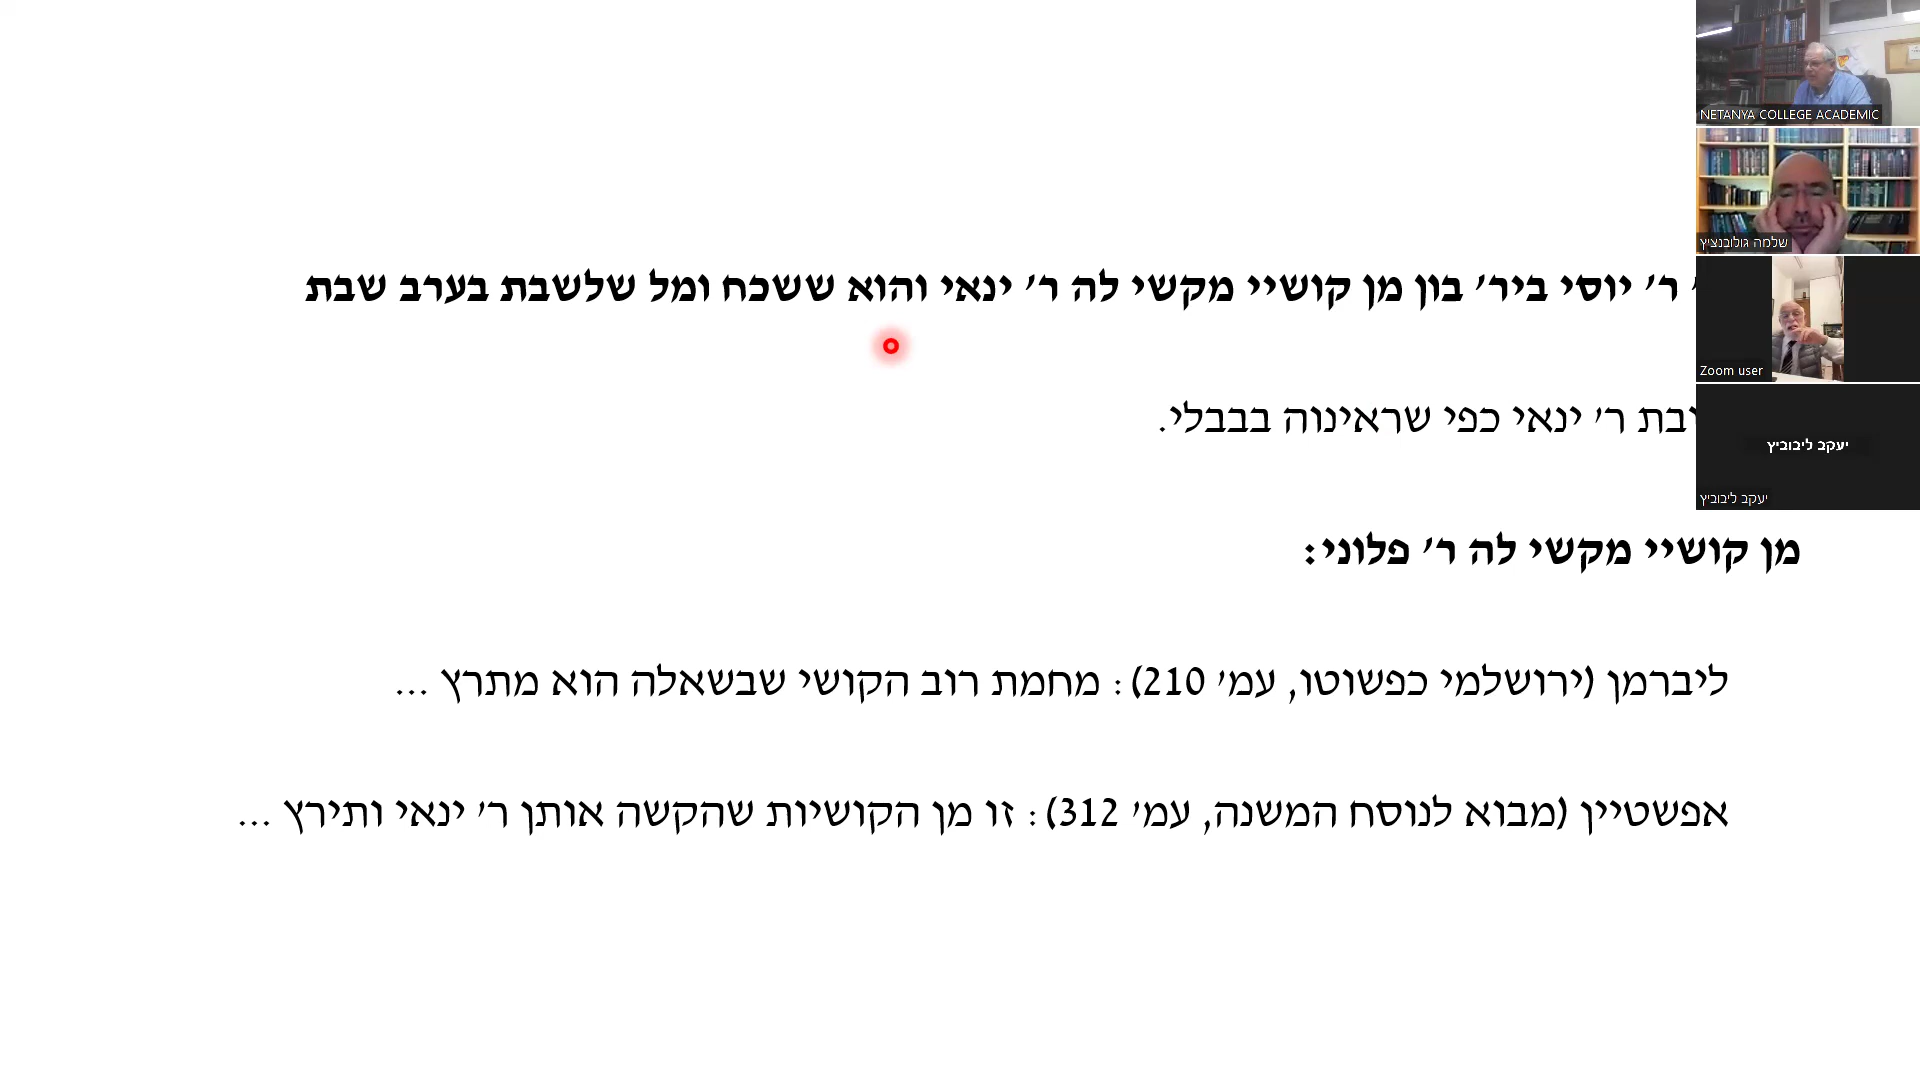 ר׳ יוסי ביר׳ בון מן קושיי מקשי לה ר׳ ינאי והוא ששכח ומל שלשבת בערב שבת
ר׳ ינאי כפי שראינוה בבבלי.
מן קושיי מקשי לה ר׳ פלוני:
ליברמן (ירושלמי כפשוטו, עמ׳ 210): מחמת רוב הקושי שבשאלה הוא מתרץ ...
אפשטיין (מבוא לנוסח המשנה, עמ׳ 312): זו מן הקושיות שהקשה אותן ר׳ ינאי ותירץ ...
NETANYA COLLEGE ACADEMIC
שלמה גולובנציץ
Zoom user
יעקב ליבוביץ
יעקב ליבוביץ